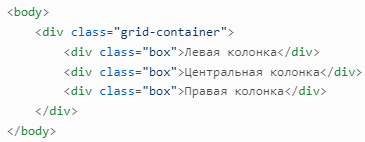 <body>
    <div class="grid-container">
        <div class="box">Левая колонка</div>
        <div class="box">Центральная колонка</div>
        <div class="box">Правая колонка</div>
    </div>
</body>